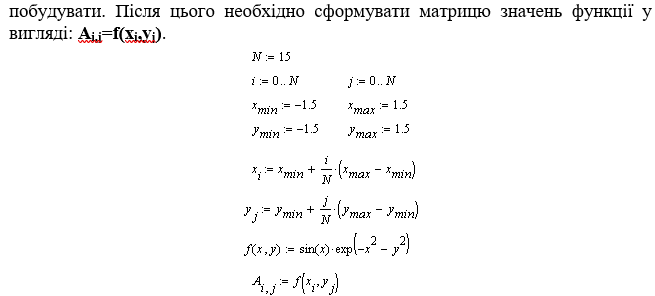 побудувати. Після цього необхідно сформувати матрицю значень функції у
вигляді: Ai,j=f(xi,yj).
N := 15
i := 0.. N j := 0.. N
xmin := −1.5 xmax := 1.5
ymin := −1.5 ymax := 1.5
xi := xmin + i/N·(xmax − xmin)
yj := ymin + j/N·(ymax − ymin)
f(x,y) := sin(x)·exp(−x² − y²)
Ai,j := f(xi,yj)